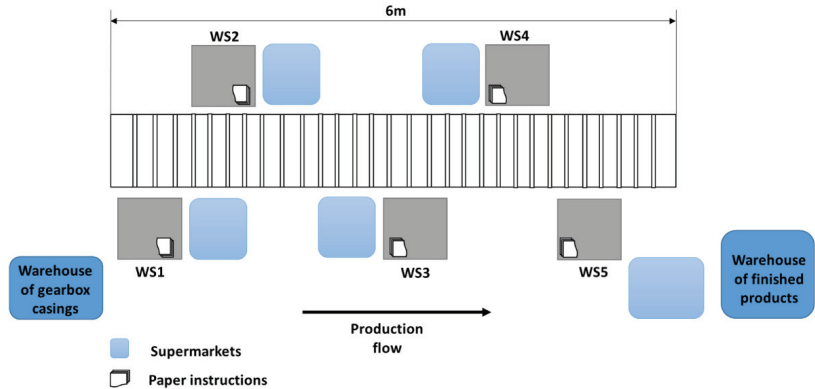 6m
WS2
WS4
WS1
WS3
WS5
Warehouse
of gearbox
casings
Warehouse
of finished
products
Production
flow
Supermarkets
Paper instructions